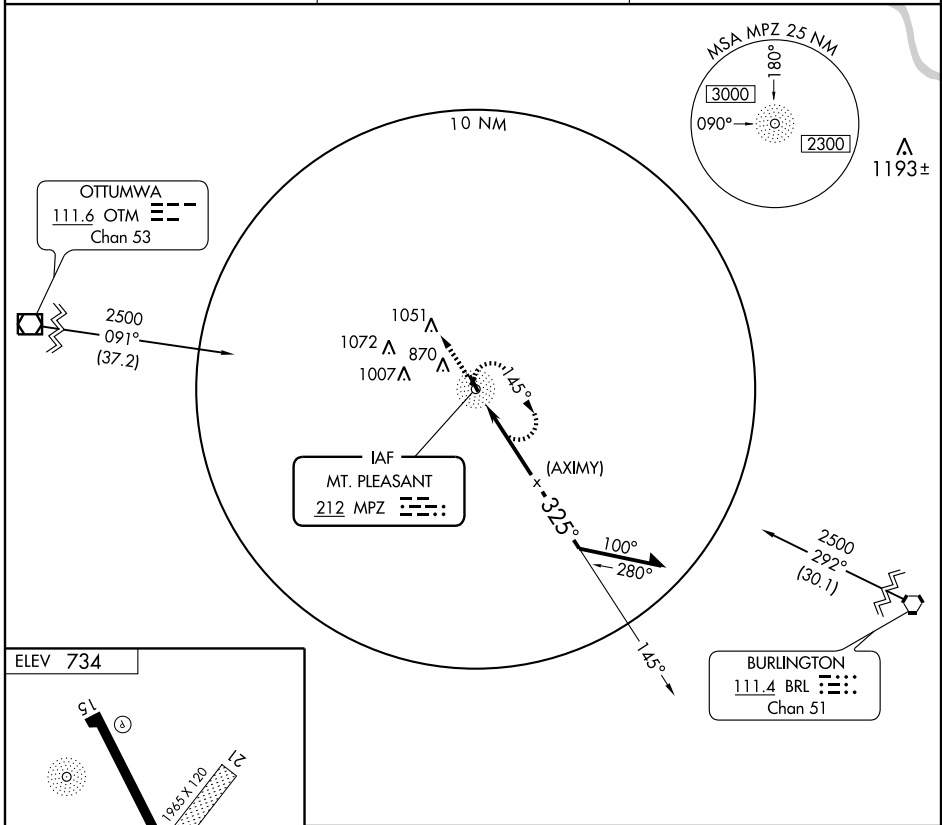 MSA MPZ 25 NM
180°
3000
090°
2300
1193±
10 NM
OTTUMWA
111.6 OTM
Chan 53
2500
091°
(37.2)
1051
1072
870
1007
145°
IAF
MT. PLEASANT
212 MPZ
(AXIMY)
325°
100°
280°
145°
2500
292°
(30.1)
BURLINGTON
111.4 BRL
Chan 51
ELEV 734
15
P
1965 X 120
21